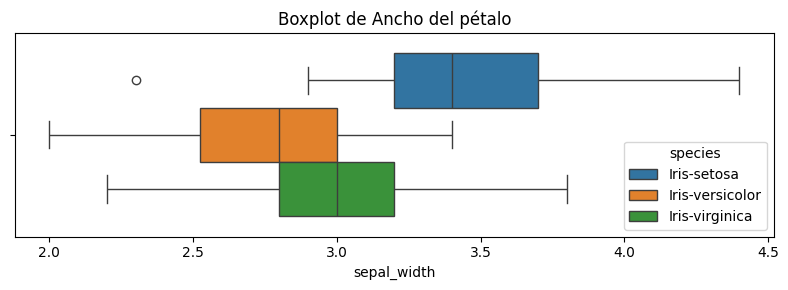 Boxplot de Ancho del pétalo
species
Iris-setosa
Iris-versicolor
Iris-virginica
2.0 2.5 3.0 3.5 4.0 4.5
sepal_width